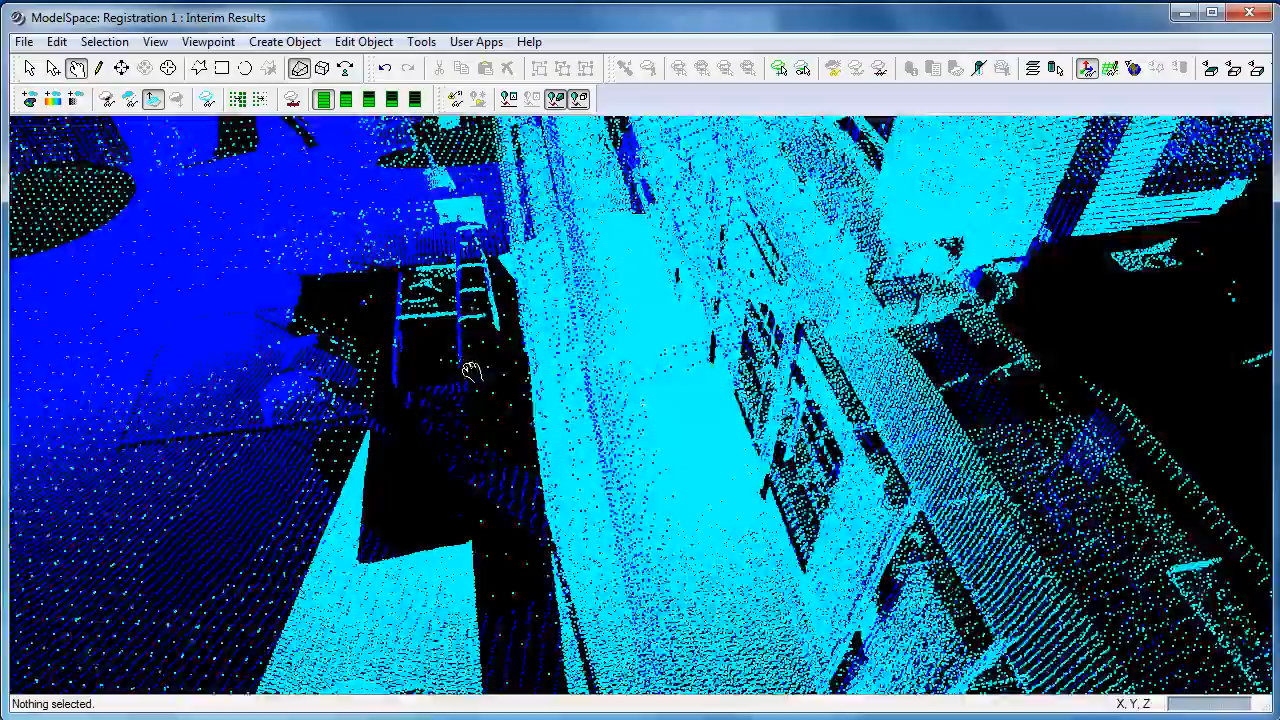 ModelSpace: Registration 1 : Interim Results
File Edit Selection View Viewpoint Create Object Edit Object Tools User Apps Help
Nothing selected. X, Y, Z